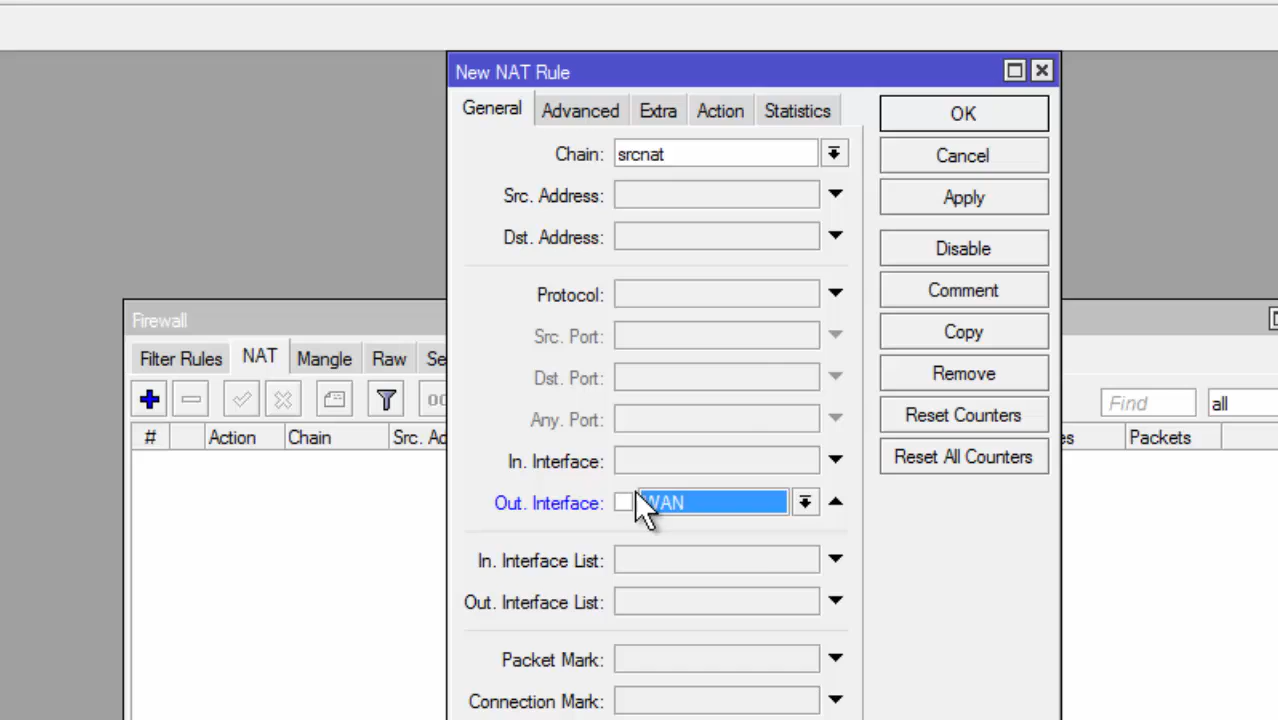 New NAT Rule
General Advanced Extra Action Statistics
OK
Chain: srcnat
Cancel
Src. Address:
Apply
Dst. Address:
Disable
Protocol:
Comment
Firewall
Src. Port:
Copy
Filter Rules NAT Mangle Raw
Dst. Port:
Remove
Find all
Any. Port:
Reset Counters
# Action Chain Src. Packets
In. Interface:
Reset All Counters
Out. Interface: WAN
In. Interface List:
Out. Interface List:
Packet Mark:
Connection Mark: